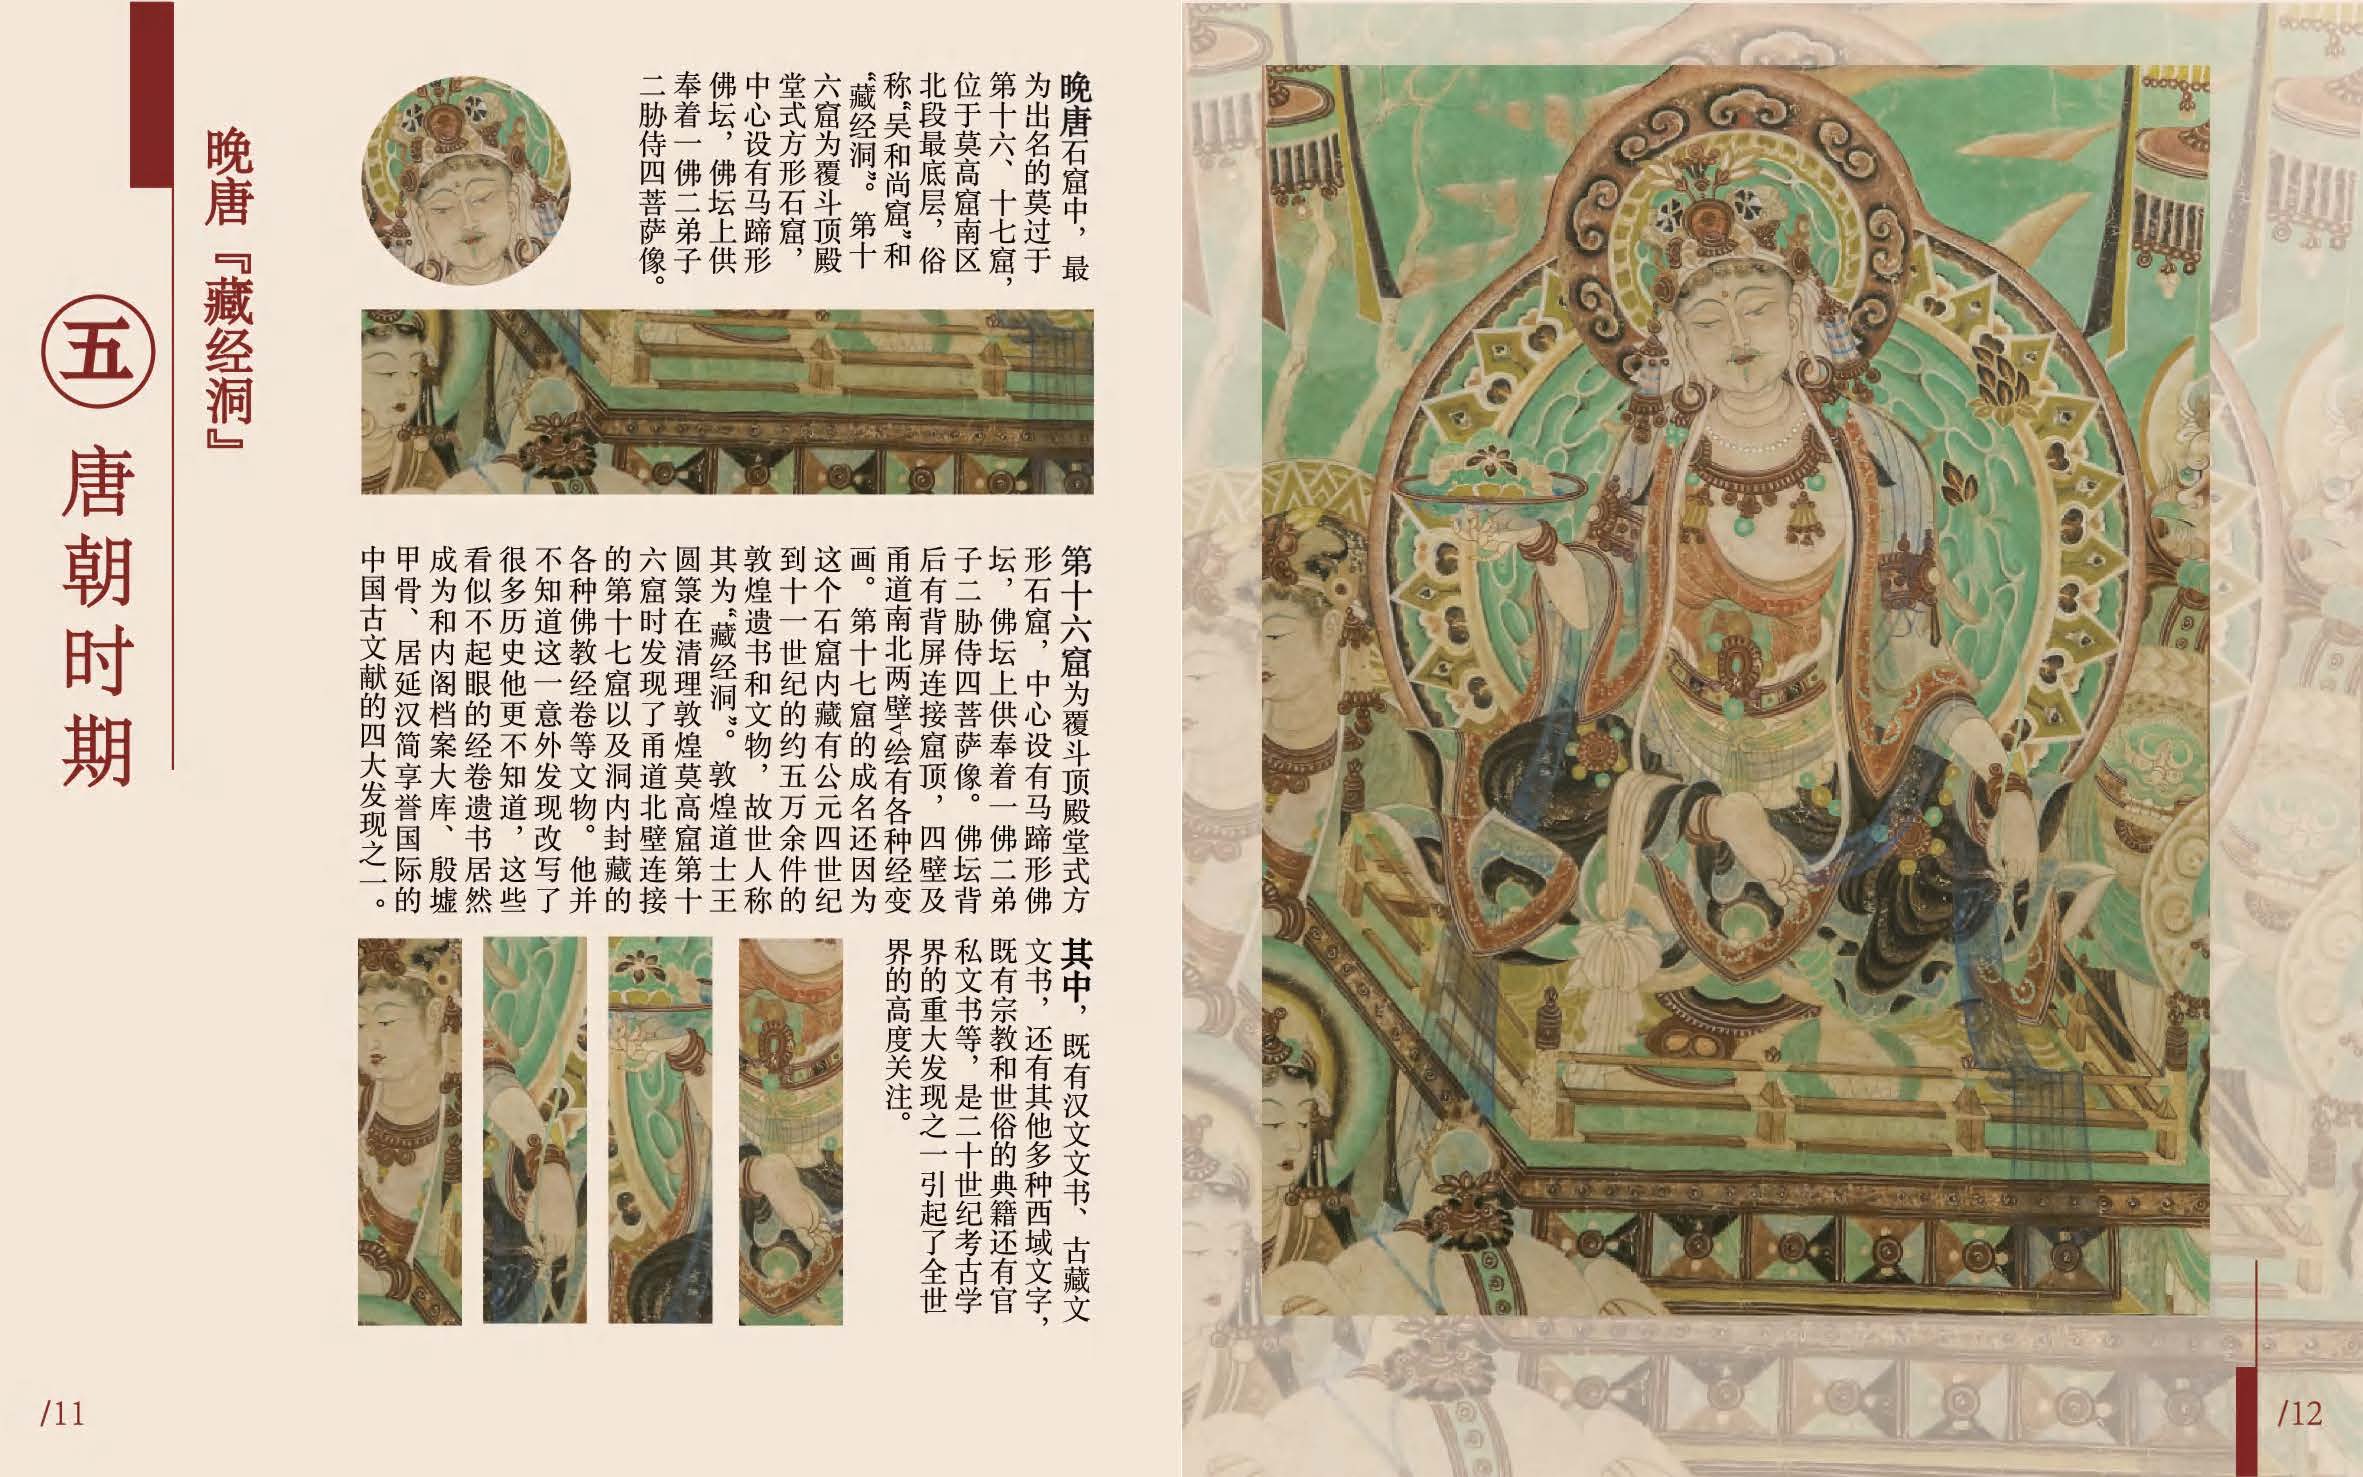 五 唐朝时期
晚唐『藏经洞』
晚唐石窟中，最
为出名的莫过于
第十六、十七窟，
位于莫高窟南区
北段最底层，俗
称“吴和尚窟”和
“藏经洞”。第十
六窟为覆斗顶殿
堂式方形石窟，
中心设有马蹄形
佛坛，佛坛上供
奉着一佛二弟子
二胁侍四菩萨像。
第十六窟为覆斗顶殿堂式方
形石窟，中心设有马蹄形佛
坛，佛坛上供奉着一佛二弟
子二胁侍四菩萨像。佛坛背
后有背屏连接窟顶，四壁及
甬道南北两壁v绘有各种经变
画。第十七窟的成名还因为
这个石窟内藏有公元四世纪
到十一世纪的约五万余件的
敦煌遗书和文物，故世人称
其为“藏经洞”。敦煌道士王
圆箓在清理敦煌莫高窟第十
六窟时发现了甬道北壁连接
的第十七窟以及洞内封藏的
各种佛教经卷等文物。他并
不知道这一意外发现改写了
很多历史他更不知道，这些
看似不起眼的经卷遗书居然
成为和内阁档案大库、殷墟
甲骨、居延汉简享誉国际的
中国古文献的四大发现之一。
其中，既有汉文文书、古藏文
文书，还有其他多种西域文字，
既有宗教和世俗的典籍还有官
私文书等，是二十世纪考古学
界的重大发现之一引起了全世
界的高度关注。
/11
/12